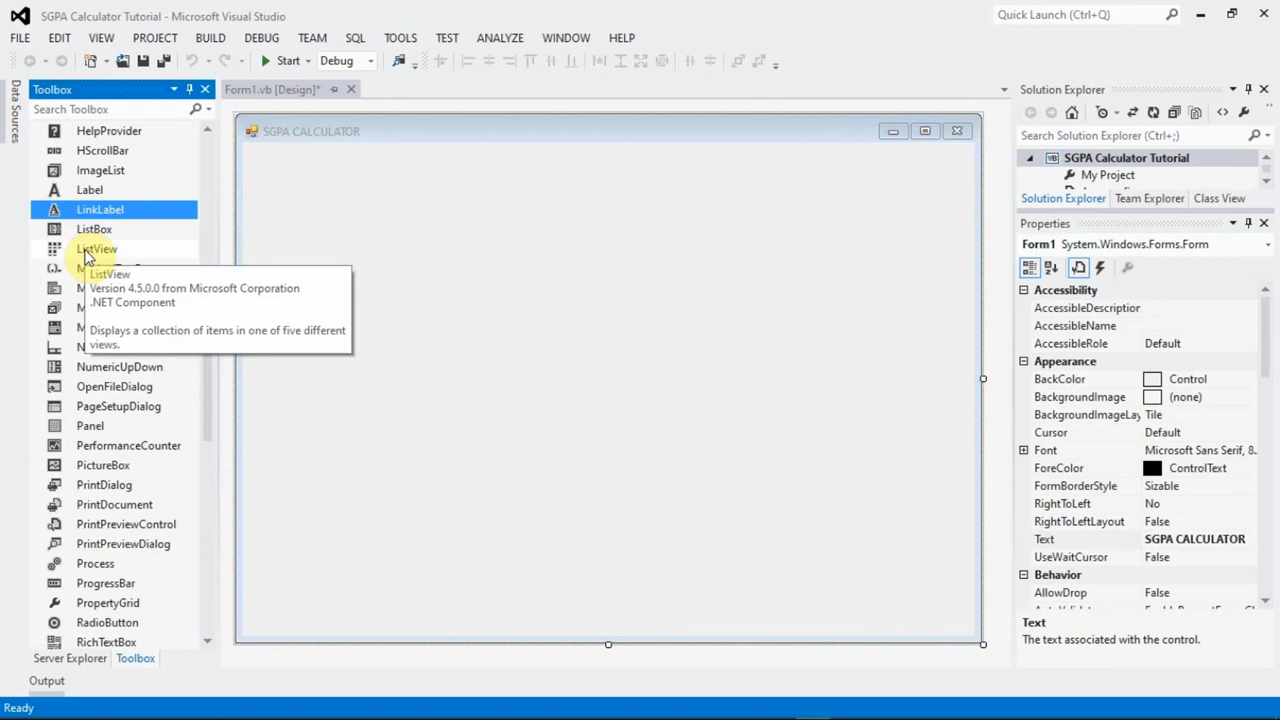 SGPA Calculator Tutorial - Microsoft Visual Studio
Quick Launch (Ctrl+Q)
FILE EDIT VIEW PROJECT BUILD DEBUG TEAM SQL TOOLS TEST ANALYZE WINDOW HELP
Start Debug
Data Sources
Toolbox
Search Toolbox
HelpProvider
HScrollBar
ImageList
Label
LinkLabel
ListBox
ListView
ListView
Version 4.5.0.0 from Microsoft Corporation
.NET Component
Displays a collection of items in one of five different
views.
NumericUpDown
OpenFileDialog
PageSetupDialog
Panel
PerformanceCounter
PictureBox
PrintDialog
PrintDocument
PrintPreviewControl
PrintPreviewDialog
Process
ProgressBar
PropertyGrid
RadioButton
RichTextBox
Server Explorer Toolbox
Output
Ready
Form1.vb [Design]*
SGPA CALCULATOR
Solution Explorer
Search Solution Explorer (Ctrl+;)
VB SGPA Calculator Tutorial
My Project
Solution Explorer Team Explorer Class View
Properties
Form1 System.Windows.Forms.Form
Accessibility
AccessibleDescription
AccessibleName
AccessibleRole Default
Appearance
BackColor Control
BackgroundImage (none)
BackgroundImageLay Tile
Cursor Default
Font Microsoft Sans Serif, 8.
ForeColor ControlText
FormBorderStyle Sizable
RightToLeft No
RightToLeftLayout False
Text SGPA CALCULATOR
UseWaitCursor False
Behavior
AllowDrop False
Text
The text associated with the control.